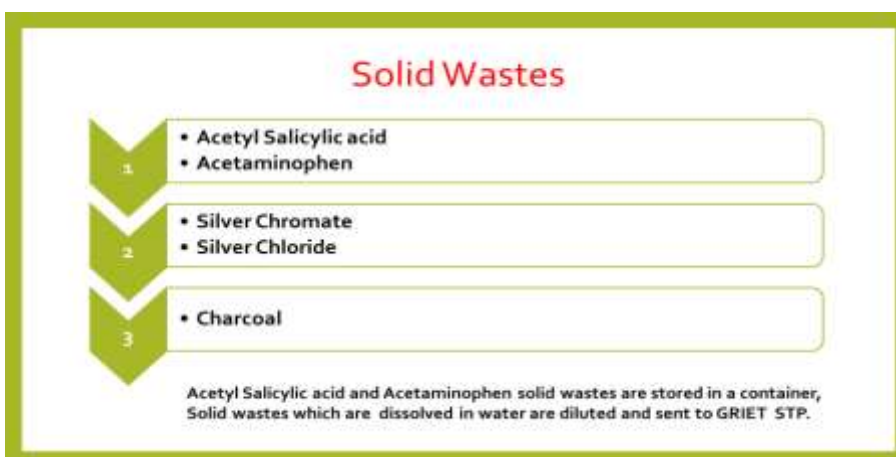 Solid Wastes
1
• Acetyl Salicylic acid
• Acetaminophen
2
• Silver Chromate
• Silver Chloride
3
• Charcoal
Acetyl Salicylic acid and Acetaminophen solid wastes are stored in a container,
Solid wastes which are dissolved in water are diluted and sent to GRIET STP.